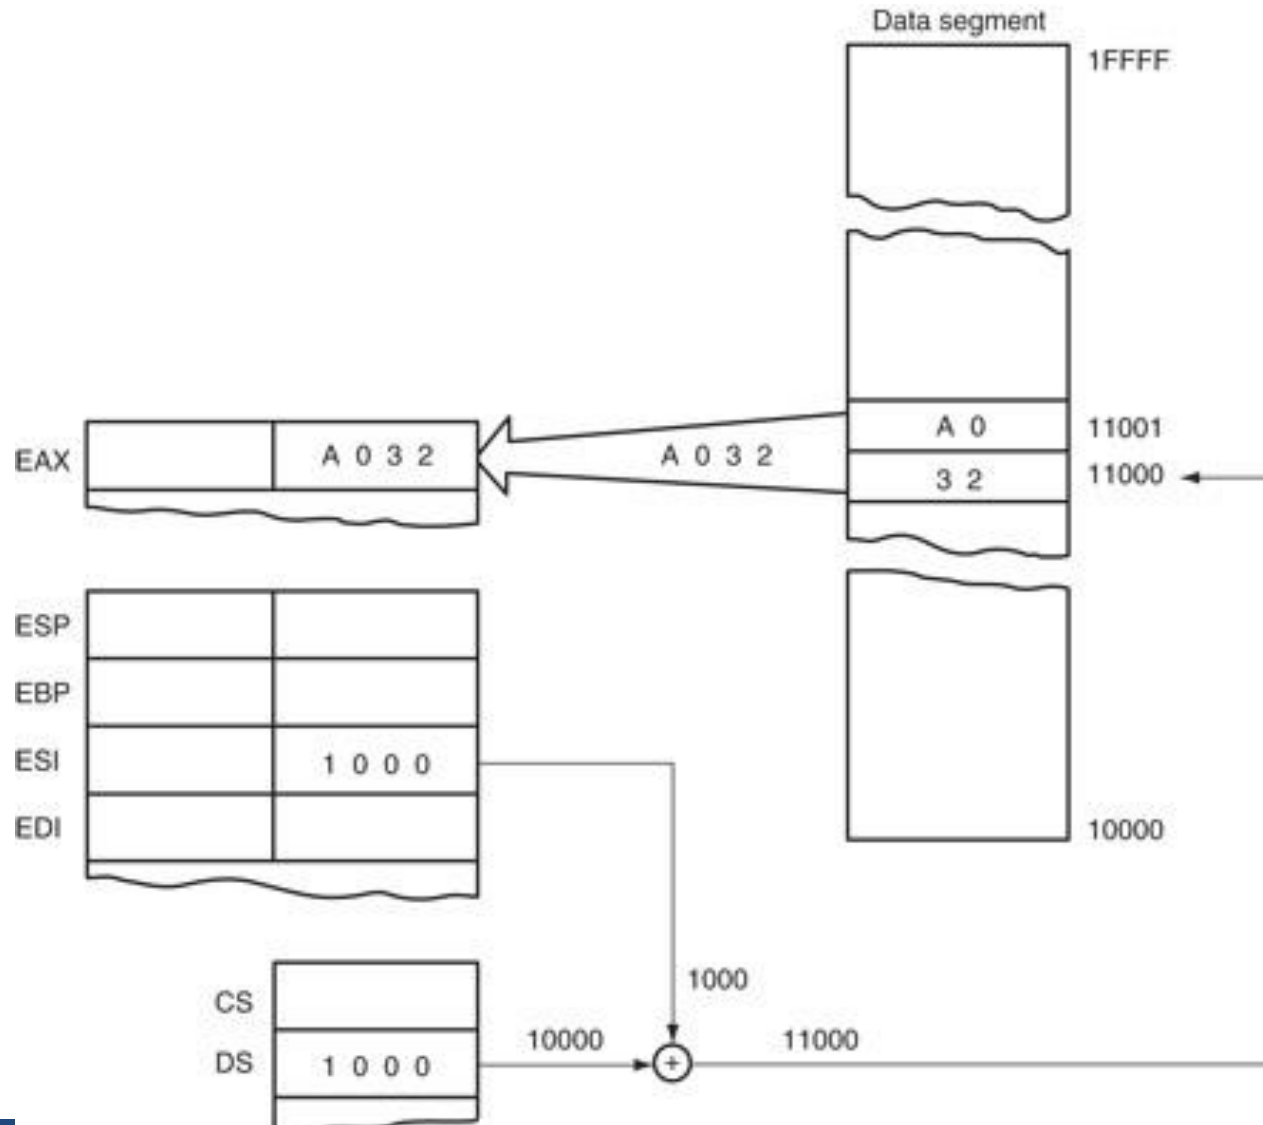 Data segment
1FFFF
A 0 11001
EAX A 0 3 2 A 0 3 2
3 2 11000
ESP
EBP
ESI 1 0 0 0
EDI
10000
1000
CS
10000 11000
DS 1 0 0 0 +